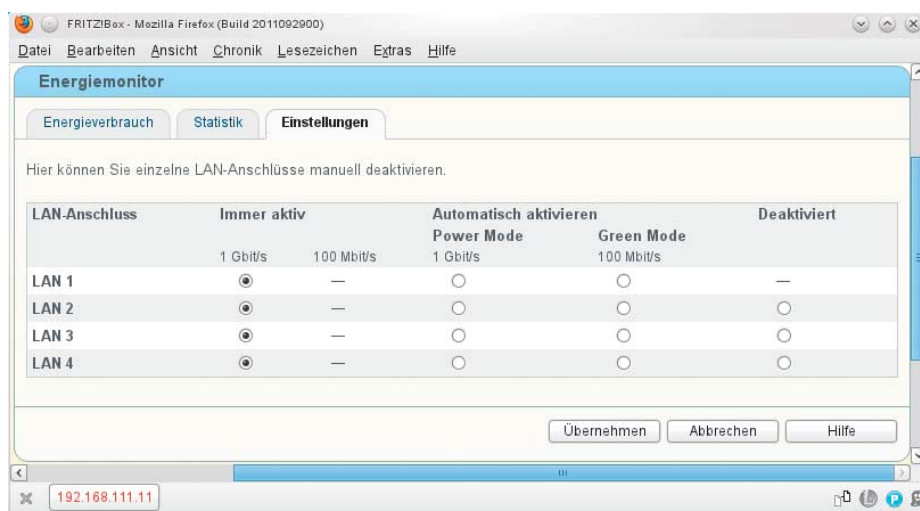 FRITZ!Box - Mozilla Firefox (Build 2011092900)
Datei Bearbeiten Ansicht Chronik Lesezeichen Extras Hilfe
Energiemonitor
Energieverbrauch Statistik Einstellungen
Hier können Sie einzelne LAN-Anschlüsse manuell deaktivieren.
LAN-Anschluss Immer aktiv Automatisch aktivieren Deaktiviert
Power Mode Green Mode
1 Gbit/s 100 Mbit/s 1 Gbit/s 100 Mbit/s
LAN 1 — —
LAN 2 —
LAN 3 —
LAN 4 —
Übernehmen Abbrechen Hilfe
192.168.111.11